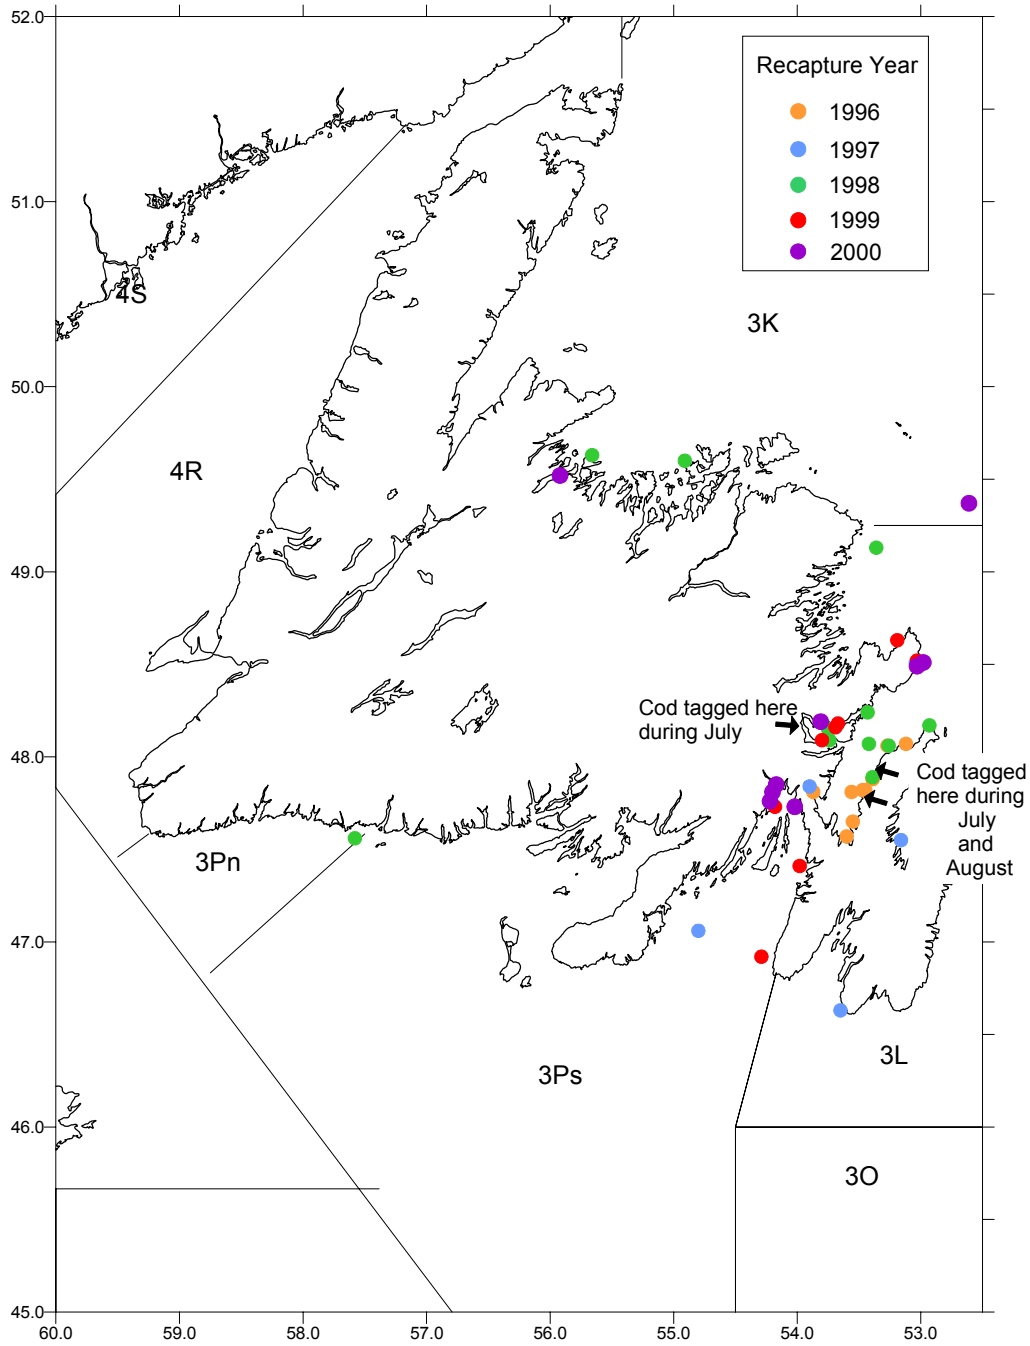 52.0
51.0
50.0
49.0
48.0
47.0
46.0
45.0
Recapture Year
1996
1997
1998
1999
2000
4S
3K
4R
Cod tagged here
during July
Cod tagged
here during
July
and
August
3Pn
3Ps
3L
3O
60.0 59.0 58.0 57.0 56.0 55.0 54.0 53.0